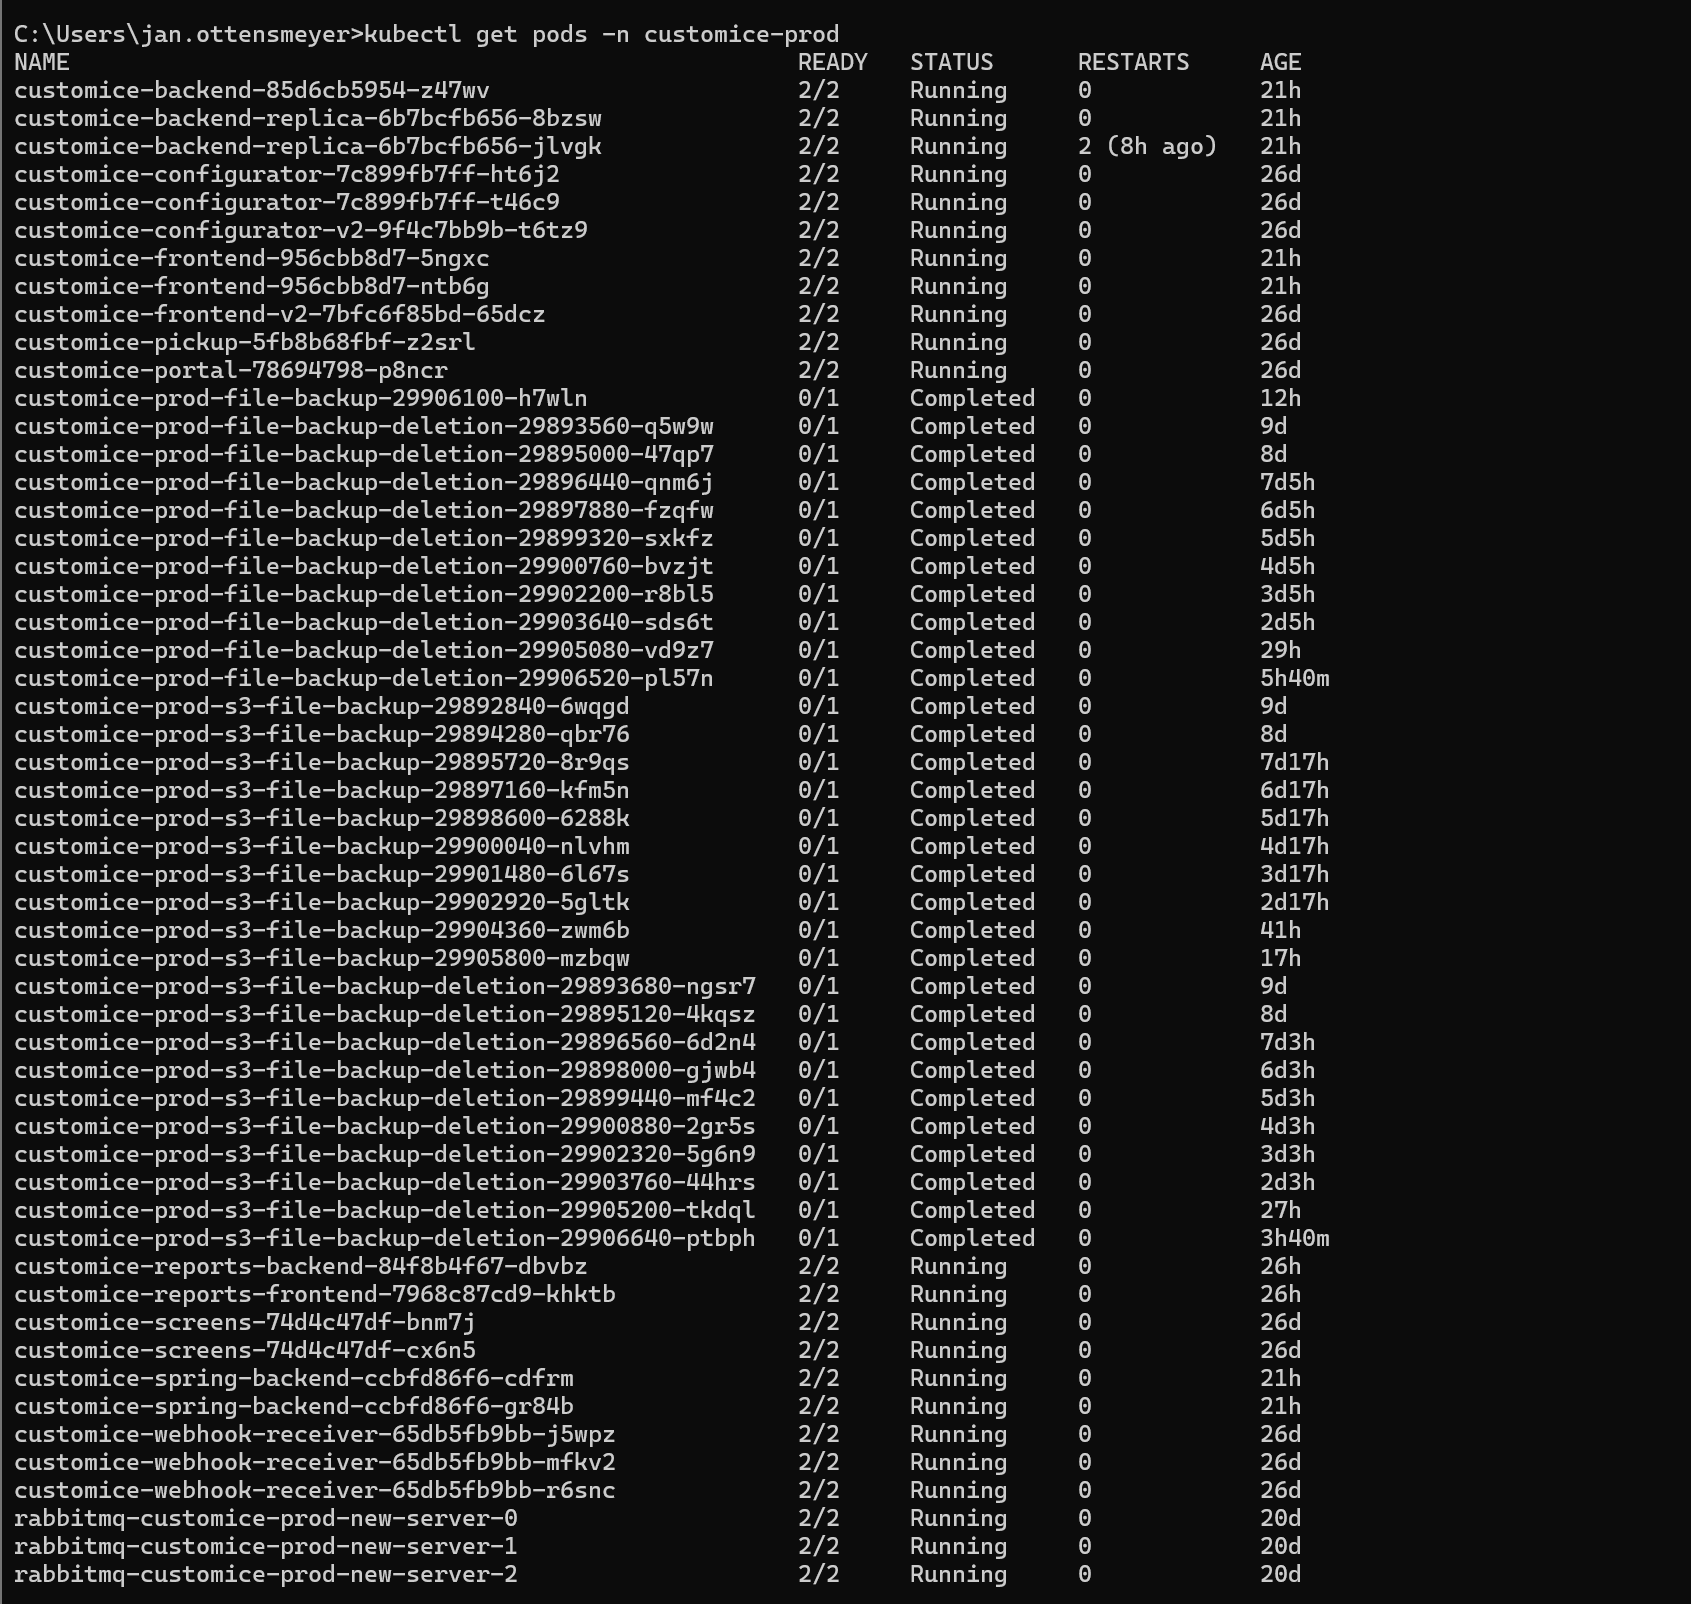 C:\Users\jan.ottensmeyer>kubectl get pods -n customice-prod
NAME READY STATUS RESTARTS AGE
customice-backend-85d6cb5954-z47wv 2/2 Running 0 21h
customice-backend-replica-6b7bcfb656-8bzsw 2/2 Running 0 21h
customice-backend-replica-6b7bcfb656-jlvgk 2/2 Running 2 (8h ago) 21h
customice-configurator-7c899fb7ff-ht6j2 2/2 Running 0 26d
customice-configurator-7c899fb7ff-t46c9 2/2 Running 0 26d
customice-configurator-v2-9f4c7bb9b-t6tz9 2/2 Running 0 26d
customice-frontend-956cbb8d7-5ngxc 2/2 Running 0 21h
customice-frontend-956cbb8d7-ntb6g 2/2 Running 0 21h
customice-frontend-v2-7bfc6f85bd-65dcz 2/2 Running 0 26d
customice-pickup-5fb8b68fbf-z2srl 2/2 Running 0 26d
customice-portal-78694798-p8ncr 2/2 Running 0 26d
customice-prod-file-backup-29906100-h7wln 0/1 Completed 0 12h
customice-prod-file-backup-deletion-29893560-q5w9w 0/1 Completed 0 9d
customice-prod-file-backup-deletion-29895000-47qp7 0/1 Completed 0 8d
customice-prod-file-backup-deletion-29896440-qnm6j 0/1 Completed 0 7d5h
customice-prod-file-backup-deletion-29897880-fzqfw 0/1 Completed 0 6d5h
customice-prod-file-backup-deletion-29899320-sxkfz 0/1 Completed 0 5d5h
customice-prod-file-backup-deletion-29900760-bvzjt 0/1 Completed 0 4d5h
customice-prod-file-backup-deletion-29902200-r8bl5 0/1 Completed 0 3d5h
customice-prod-file-backup-deletion-29903640-sds6t 0/1 Completed 0 2d5h
customice-prod-file-backup-deletion-29905080-vd9z7 0/1 Completed 0 29h
customice-prod-file-backup-deletion-29906520-pl57n 0/1 Completed 0 5h40m
customice-prod-s3-file-backup-29892840-6wqgd 0/1 Completed 0 9d
customice-prod-s3-file-backup-29894280-qbr76 0/1 Completed 0 8d
customice-prod-s3-file-backup-29895720-8r9qs 0/1 Completed 0 7d17h
customice-prod-s3-file-backup-29897160-kfm5n 0/1 Completed 0 6d17h
customice-prod-s3-file-backup-29898600-6288k 0/1 Completed 0 5d17h
customice-prod-s3-file-backup-29900040-nlvhm 0/1 Completed 0 4d17h
customice-prod-s3-file-backup-29901480-6l67s 0/1 Completed 0 3d17h
customice-prod-s3-file-backup-29902920-5gltk 0/1 Completed 0 2d17h
customice-prod-s3-file-backup-29904360-zwm6b 0/1 Completed 0 41h
customice-prod-s3-file-backup-29905800-mzbqw 0/1 Completed 0 17h
customice-prod-s3-file-backup-deletion-29893680-ngsr7 0/1 Completed 0 9d
customice-prod-s3-file-backup-deletion-29895120-4kqsz 0/1 Completed 0 8d
customice-prod-s3-file-backup-deletion-29896560-6d2n4 0/1 Completed 0 7d3h
customice-prod-s3-file-backup-deletion-29898000-gjwb4 0/1 Completed 0 6d3h
customice-prod-s3-file-backup-deletion-29899440-mf4c2 0/1 Completed 0 5d3h
customice-prod-s3-file-backup-deletion-29900880-2gr5s 0/1 Completed 0 4d3h
customice-prod-s3-file-backup-deletion-29902320-5g6n9 0/1 Completed 0 3d3h
customice-prod-s3-file-backup-deletion-29903760-44hrs 0/1 Completed 0 2d3h
customice-prod-s3-file-backup-deletion-29905200-tkdql 0/1 Completed 0 27h
customice-prod-s3-file-backup-deletion-29906640-ptbph 0/1 Completed 0 3h40m
customice-reports-backend-84f8b4f67-dbvbz 2/2 Running 0 26h
customice-reports-frontend-7968c87cd9-khktb 2/2 Running 0 26h
customice-screens-74d4c47df-bnm7j 2/2 Running 0 26d
customice-screens-74d4c47df-cx6n5 2/2 Running 0 26d
customice-spring-backend-ccbfd86f6-cdfrm 2/2 Running 0 21h
customice-spring-backend-ccbfd86f6-gr84b 2/2 Running 0 21h
customice-webhook-receiver-65db5fb9bb-j5wpz 2/2 Running 0 26d
customice-webhook-receiver-65db5fb9bb-mfkv2 2/2 Running 0 26d
customice-webhook-receiver-65db5fb9bb-r6snc 2/2 Running 0 26d
rabbitmq-customice-prod-new-server-0 2/2 Running 0 20d
rabbitmq-customice-prod-new-server-1 2/2 Running 0 20d
rabbitmq-customice-prod-new-server-2 2/2 Running 0 20d